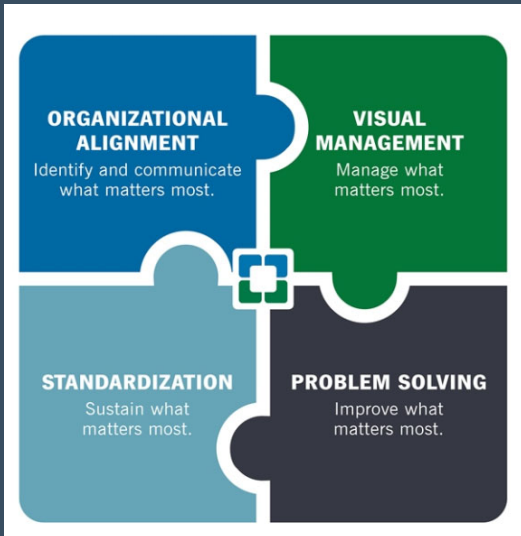 ORGANIZATIONAL
ALIGNMENT
Identify and communicate
what matters most.
VISUAL
MANAGEMENT
Manage what
matters most.
STANDARDIZATION
Sustain what
matters most.
PROBLEM SOLVING
Improve what
matters most.